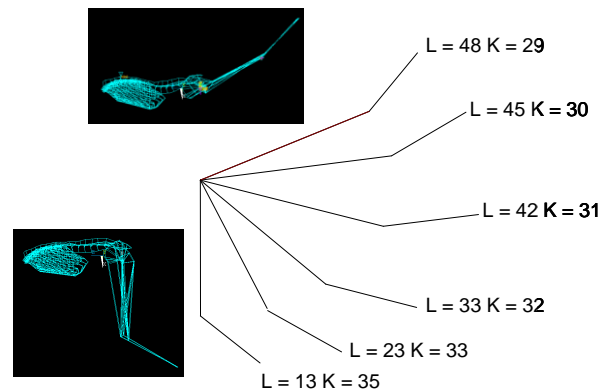 L = 48 K = 29
L = 45 K = 30
L = 42 K = 31
L = 33 K = 32
L = 23 K = 33
L = 13 K = 35